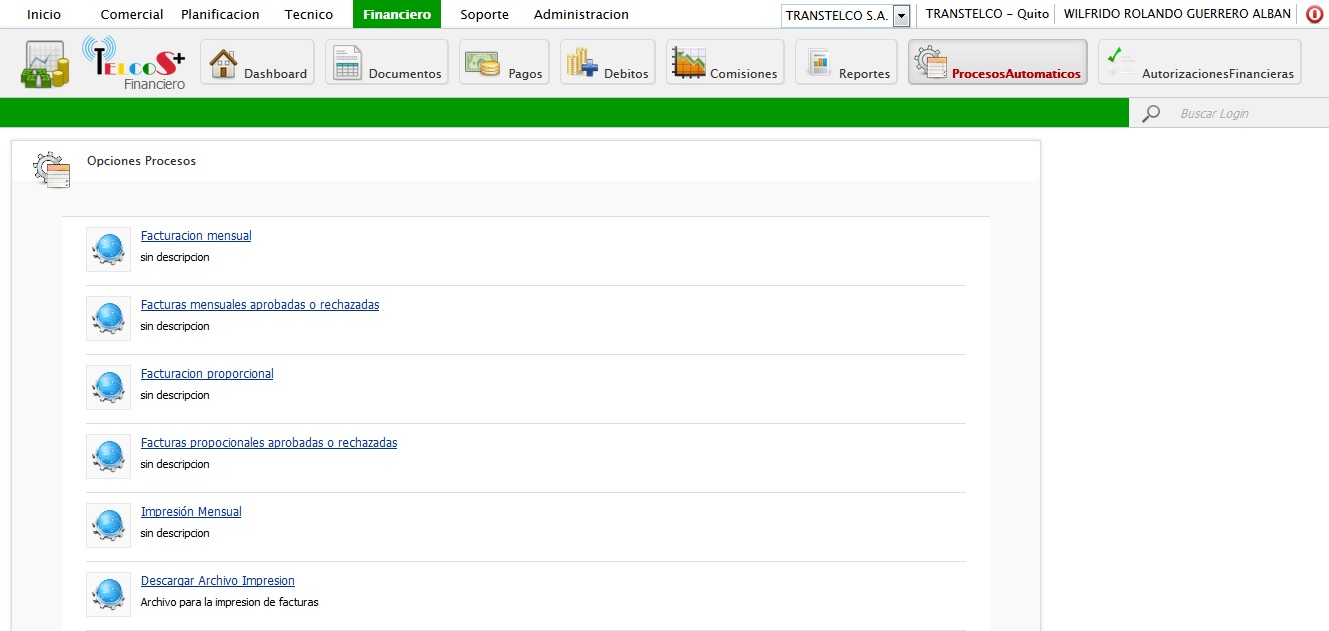 Inicio Comercial Planificacion Tecnico Financiero Soporte Administracion TRANSTELCO S.A. TRANSTELCO - Quito WILFRIDO ROLANDO GUERRERO ALBAN
TELCOS+
Financiero
Dashboard Documentos Pagos Debitos Comisiones Reportes ProcesosAutomaticos AutorizacionesFinancieras
Buscar Login
Opciones Procesos
Facturacion mensual
sin descripcion
Facturas mensuales aprobadas o rechazadas
sin descripcion
Facturacion proporcional
sin descripcion
Facturas propocionales aprobadas o rechazadas
sin descripcion
Impresión Mensual
sin descripcion
Descargar Archivo Impresion
Archivo para la impresion de facturas